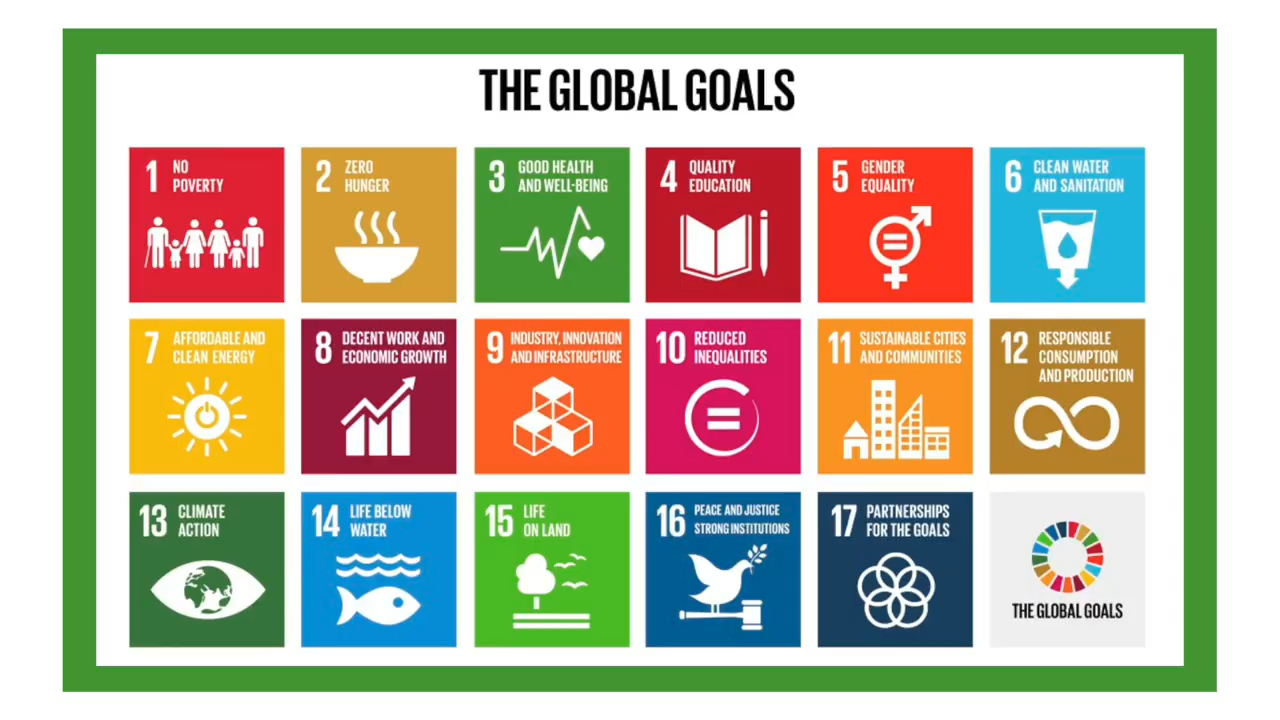 THE GLOBAL GOALS
1 NO
POVERTY
2 ZERO
HUNGER
3 GOOD HEALTH
AND WELL-BEING
4 QUALITY
EDUCATION
5 GENDER
EQUALITY
6 CLEAN WATER
AND SANITATION
7 AFFORDABLE AND
CLEAN ENERGY
8 DECENT WORK AND
ECONOMIC GROWTH
9 INDUSTRY, INNOVATION
AND INFRASTRUCTURE
10 REDUCED
INEQUALITIES
11 SUSTAINABLE CITIES
AND COMMUNITIES
12 RESPONSIBLE
CONSUMPTION
AND PRODUCTION
13 CLIMATE
ACTION
14 LIFE BELOW
WATER
15 LIFE
ON LAND
16 PEACE AND JUSTICE
STRONG INSTITUTIONS
17 PARTNERSHIPS
FOR THE GOALS
THE GLOBAL GOALS